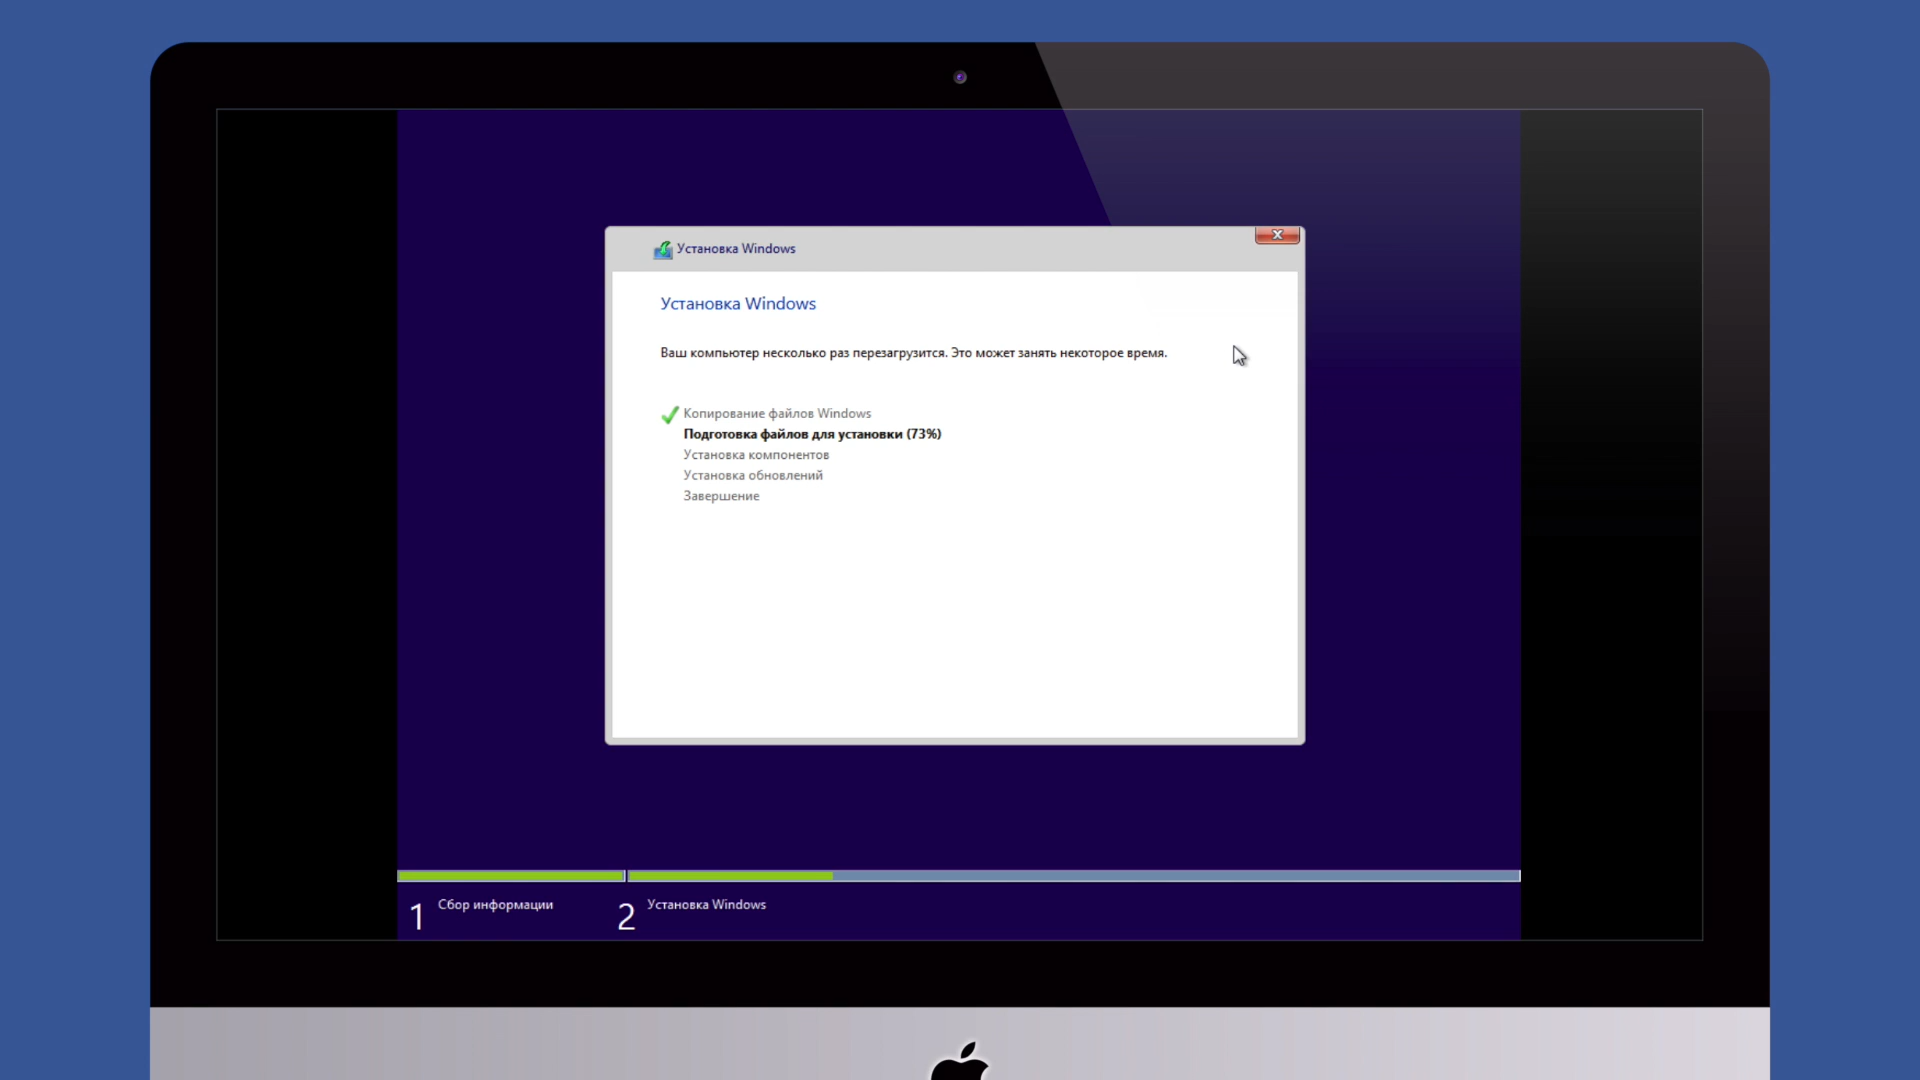 Установка Windows
Установка Windows
Ваш компьютер несколько раз перезагрузится. Это может занять некоторое время.
Копирование файлов Windows
Подготовка файлов для установки (73%)
Установка компонентов
Установка обновлений
Завершение
1 Сбор информации
2 Установка Windows